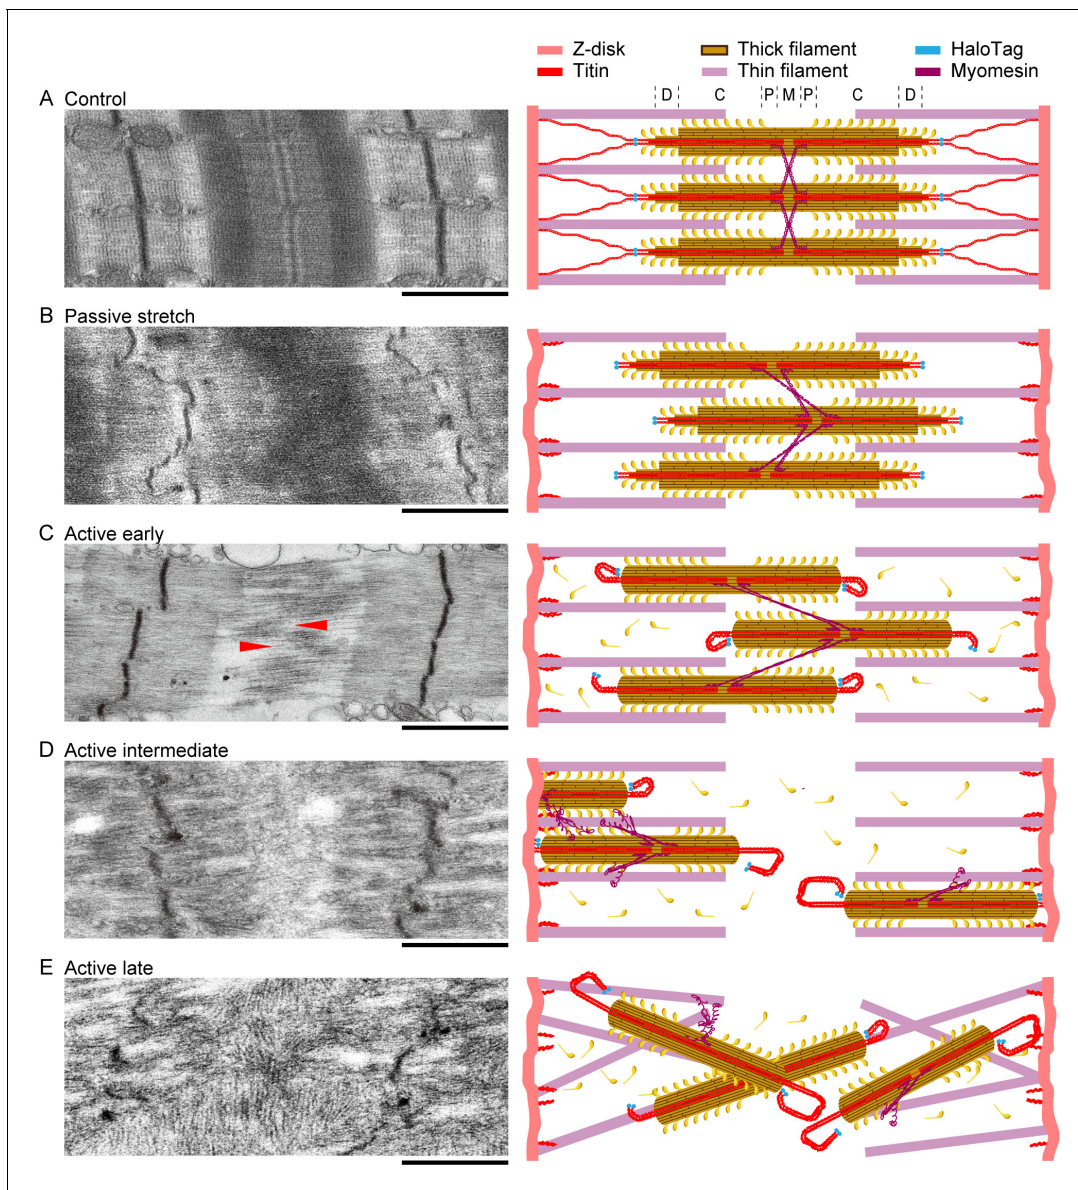 Z-disk Thick filament HaloTag
Titin Thin filament Myomesin
A Control
D C P M P C D
B Passive stretch
C Active early
D Active intermediate
E Active late